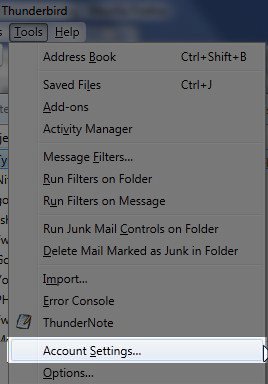 Thunderbird
s Tools Help
Address Book Ctrl+Shift+B
Saved Files Ctrl+J
Add-ons
Activity Manager
Message Filters...
Run Filters on Folder
Run Filters on Message
Run Junk Mail Controls on Folder
Delete Mail Marked as Junk in Folder
Import...
Error Console
ThunderNote
Account Settings...
Options...